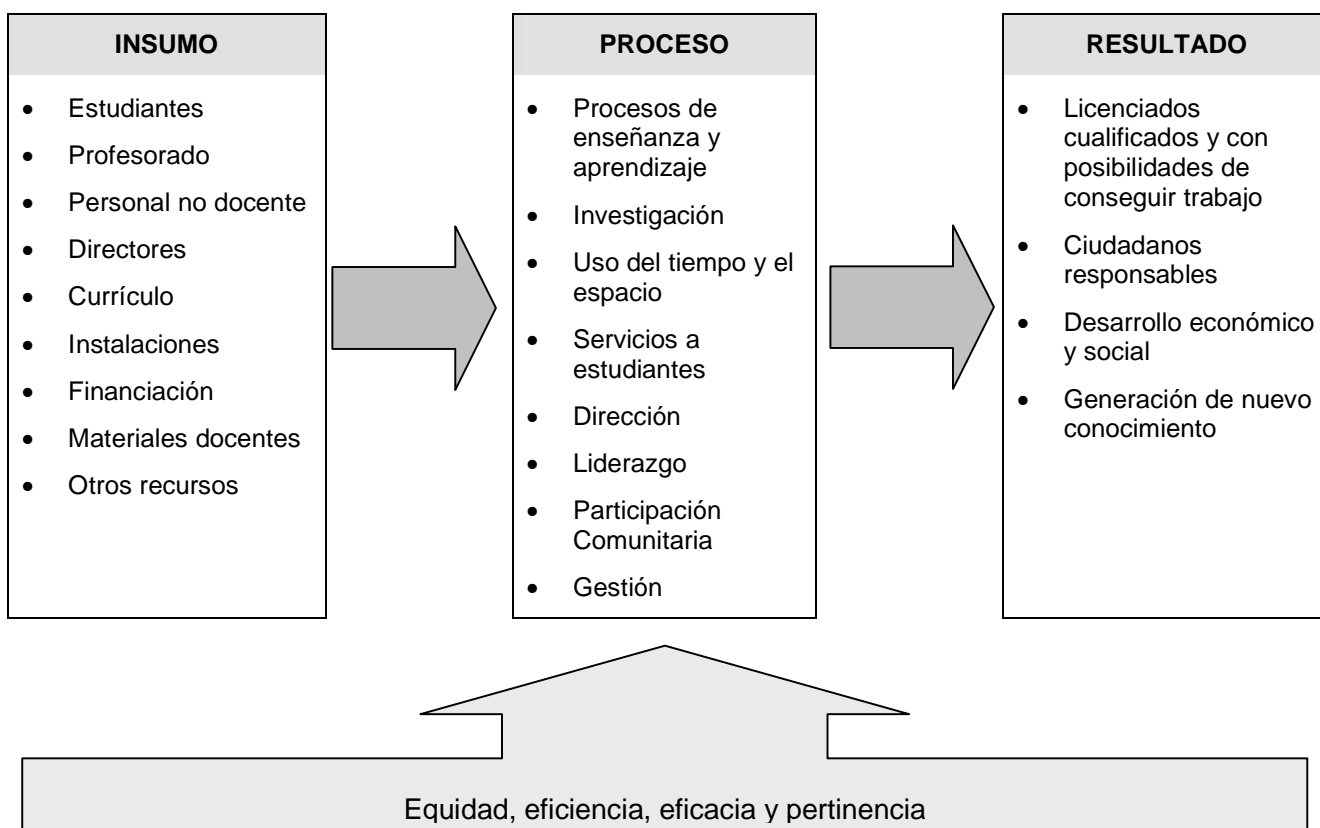 INSUMO
• Estudiantes
• Profesorado
• Personal no docente
• Directores
• Currículo
• Instalaciones
• Financiación
• Materiales docentes
• Otros recursos
PROCESO
• Procesos de
enseñanza y
aprendizaje
• Investigación
• Uso del tiempo y el
espacio
• Servicios a
estudiantes
• Dirección
• Liderazgo
• Participación
Comunitaria
• Gestión
RESULTADO
• Licenciados
cualificados y con
posibilidades de
conseguir trabajo
• Ciudadanos
responsables
• Desarrollo económico
y social
• Generación de nuevo
conocimiento
Equidad, eficiencia, eficacia y pertinencia